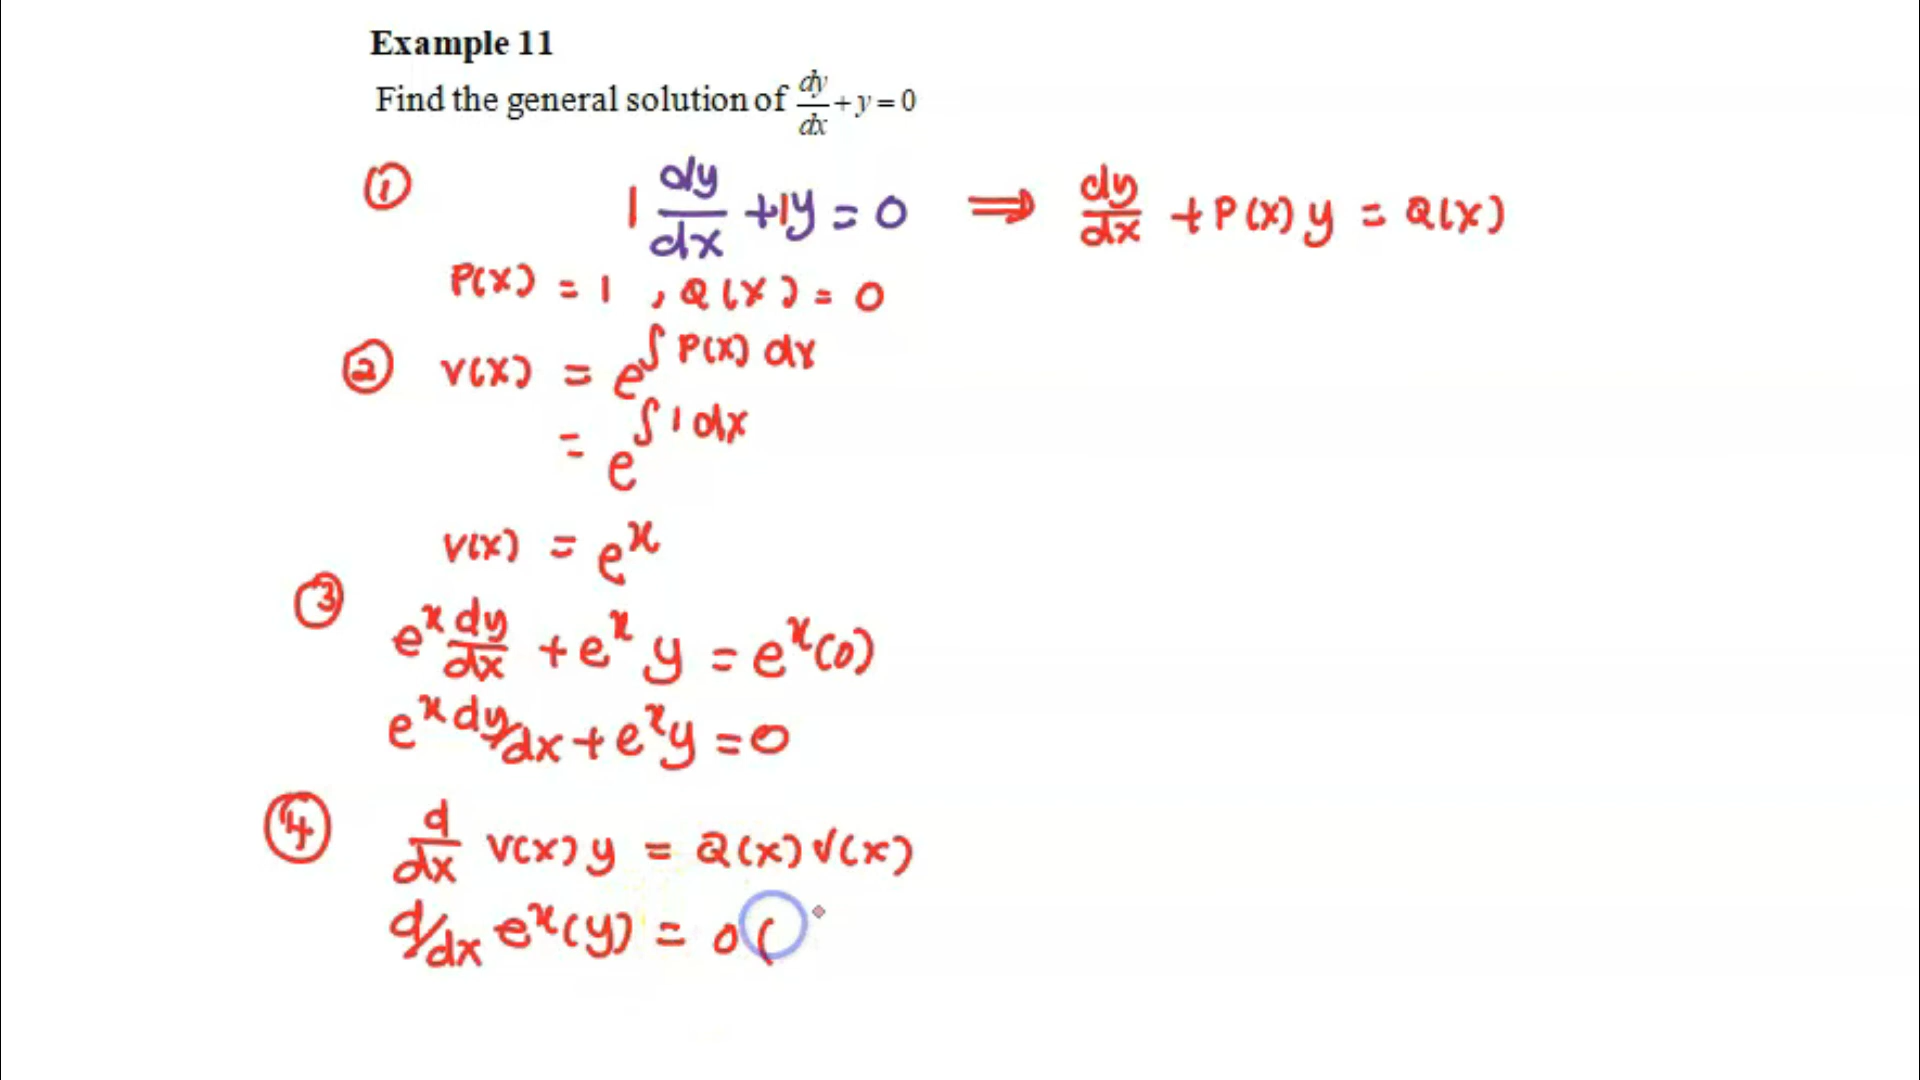 Example 11
Find the general solution of dy/dx + y = 0
① 1 dy/dx + 1y = 0 ⟹ dy/dx + P(x) y = Q(x)
P(x) = 1 , Q(x) = 0
② V(x) = e^∫ P(x) dx
= e^∫ 1 dx
V(x) = e^x
③
e^x dy/dx + e^x y = e^x (0)
e^x dy/dx + e^x y = 0
④ d/dx V(x) y = Q(x) V(x)
d/dx e^x (y) = 0 (